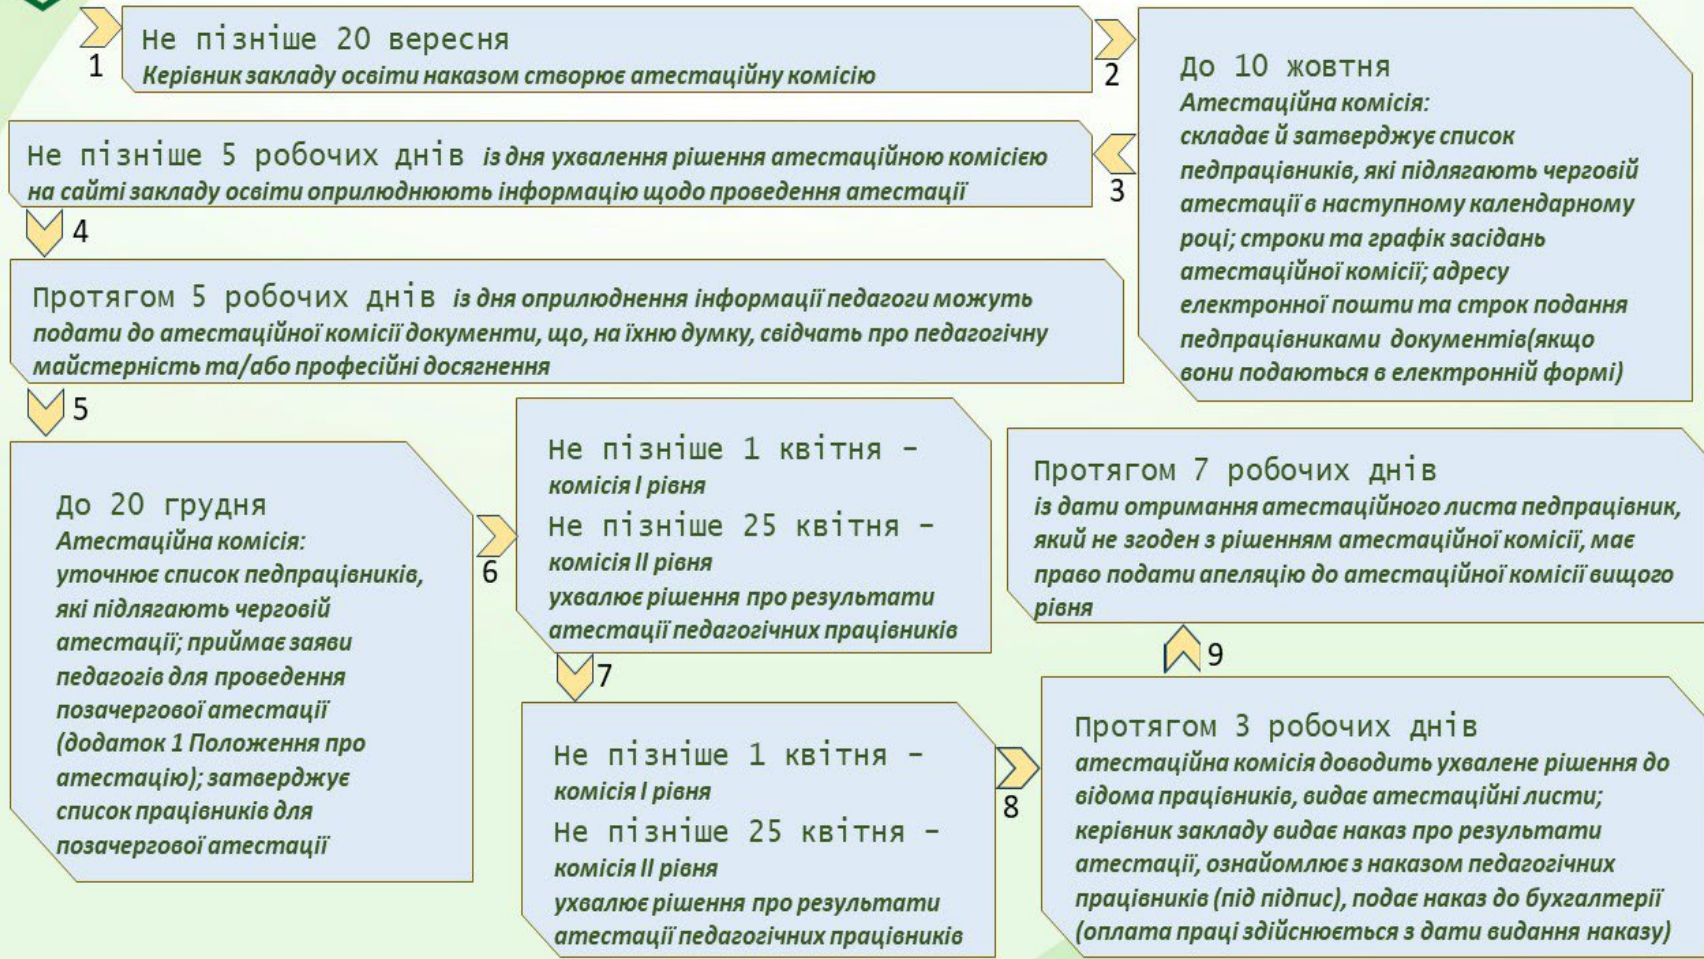 1
Не пізніше 20 вересня
Керівник закладу освіти наказом створює атестаційну комісію
2
До 10 жовтня
Атестаційна комісія:
складає й затверджує список
педпрацівників, які підлягають черговій
атестації в наступному календарному
році; строки та графік засідань
атестаційної комісії; адресу
електронної пошти та строк подання
педпрацівниками документів(якщо
вони подаються в електронній формі)
3
Не пізніше 5 робочих днів із дня ухвалення рішення атестаційною комісією
на сайті закладу освіти оприлюднюють інформацію щодо проведення атестації
4
Протягом 5 робочих днів із дня оприлюднення інформації педагоги можуть
подати до атестаційної комісії документи, що, на їхню думку, свідчать про педагогічну
майстерність та/або професійні досягнення
5
До 20 грудня
Атестаційна комісія:
уточнює список педпрацівників,
які підлягають черговій
атестації; приймає заяви
педагогів для проведення
позачергової атестації
(додаток 1 Положення про
атестацію); затверджує
список працівників для
позачергової атестації
6
Не пізніше 1 квітня –
комісія І рівня
Не пізніше 25 квітня –
комісія ІІ рівня
ухвалює рішення про результати
атестації педагогічних працівників
7
Не пізніше 1 квітня –
комісія І рівня
Не пізніше 25 квітня –
комісія ІІ рівня
ухвалює рішення про результати
атестації педагогічних працівників
8
Протягом 3 робочих днів
атестаційна комісія доводить ухвалене рішення до
відома працівників, видає атестаційні листи;
керівник закладу видає наказ про результати
атестації, ознайомлює з наказом педагогічних
працівників (під підпис), подає наказ до бухгалтерії
(оплата праці здійснюється з дати видання наказу)
9
Протягом 7 робочих днів
із дати отримання атестаційного листа педпрацівник,
який не згоден з рішенням атестаційної комісії, має
право подати апеляцію до атестаційної комісії вищого
рівня